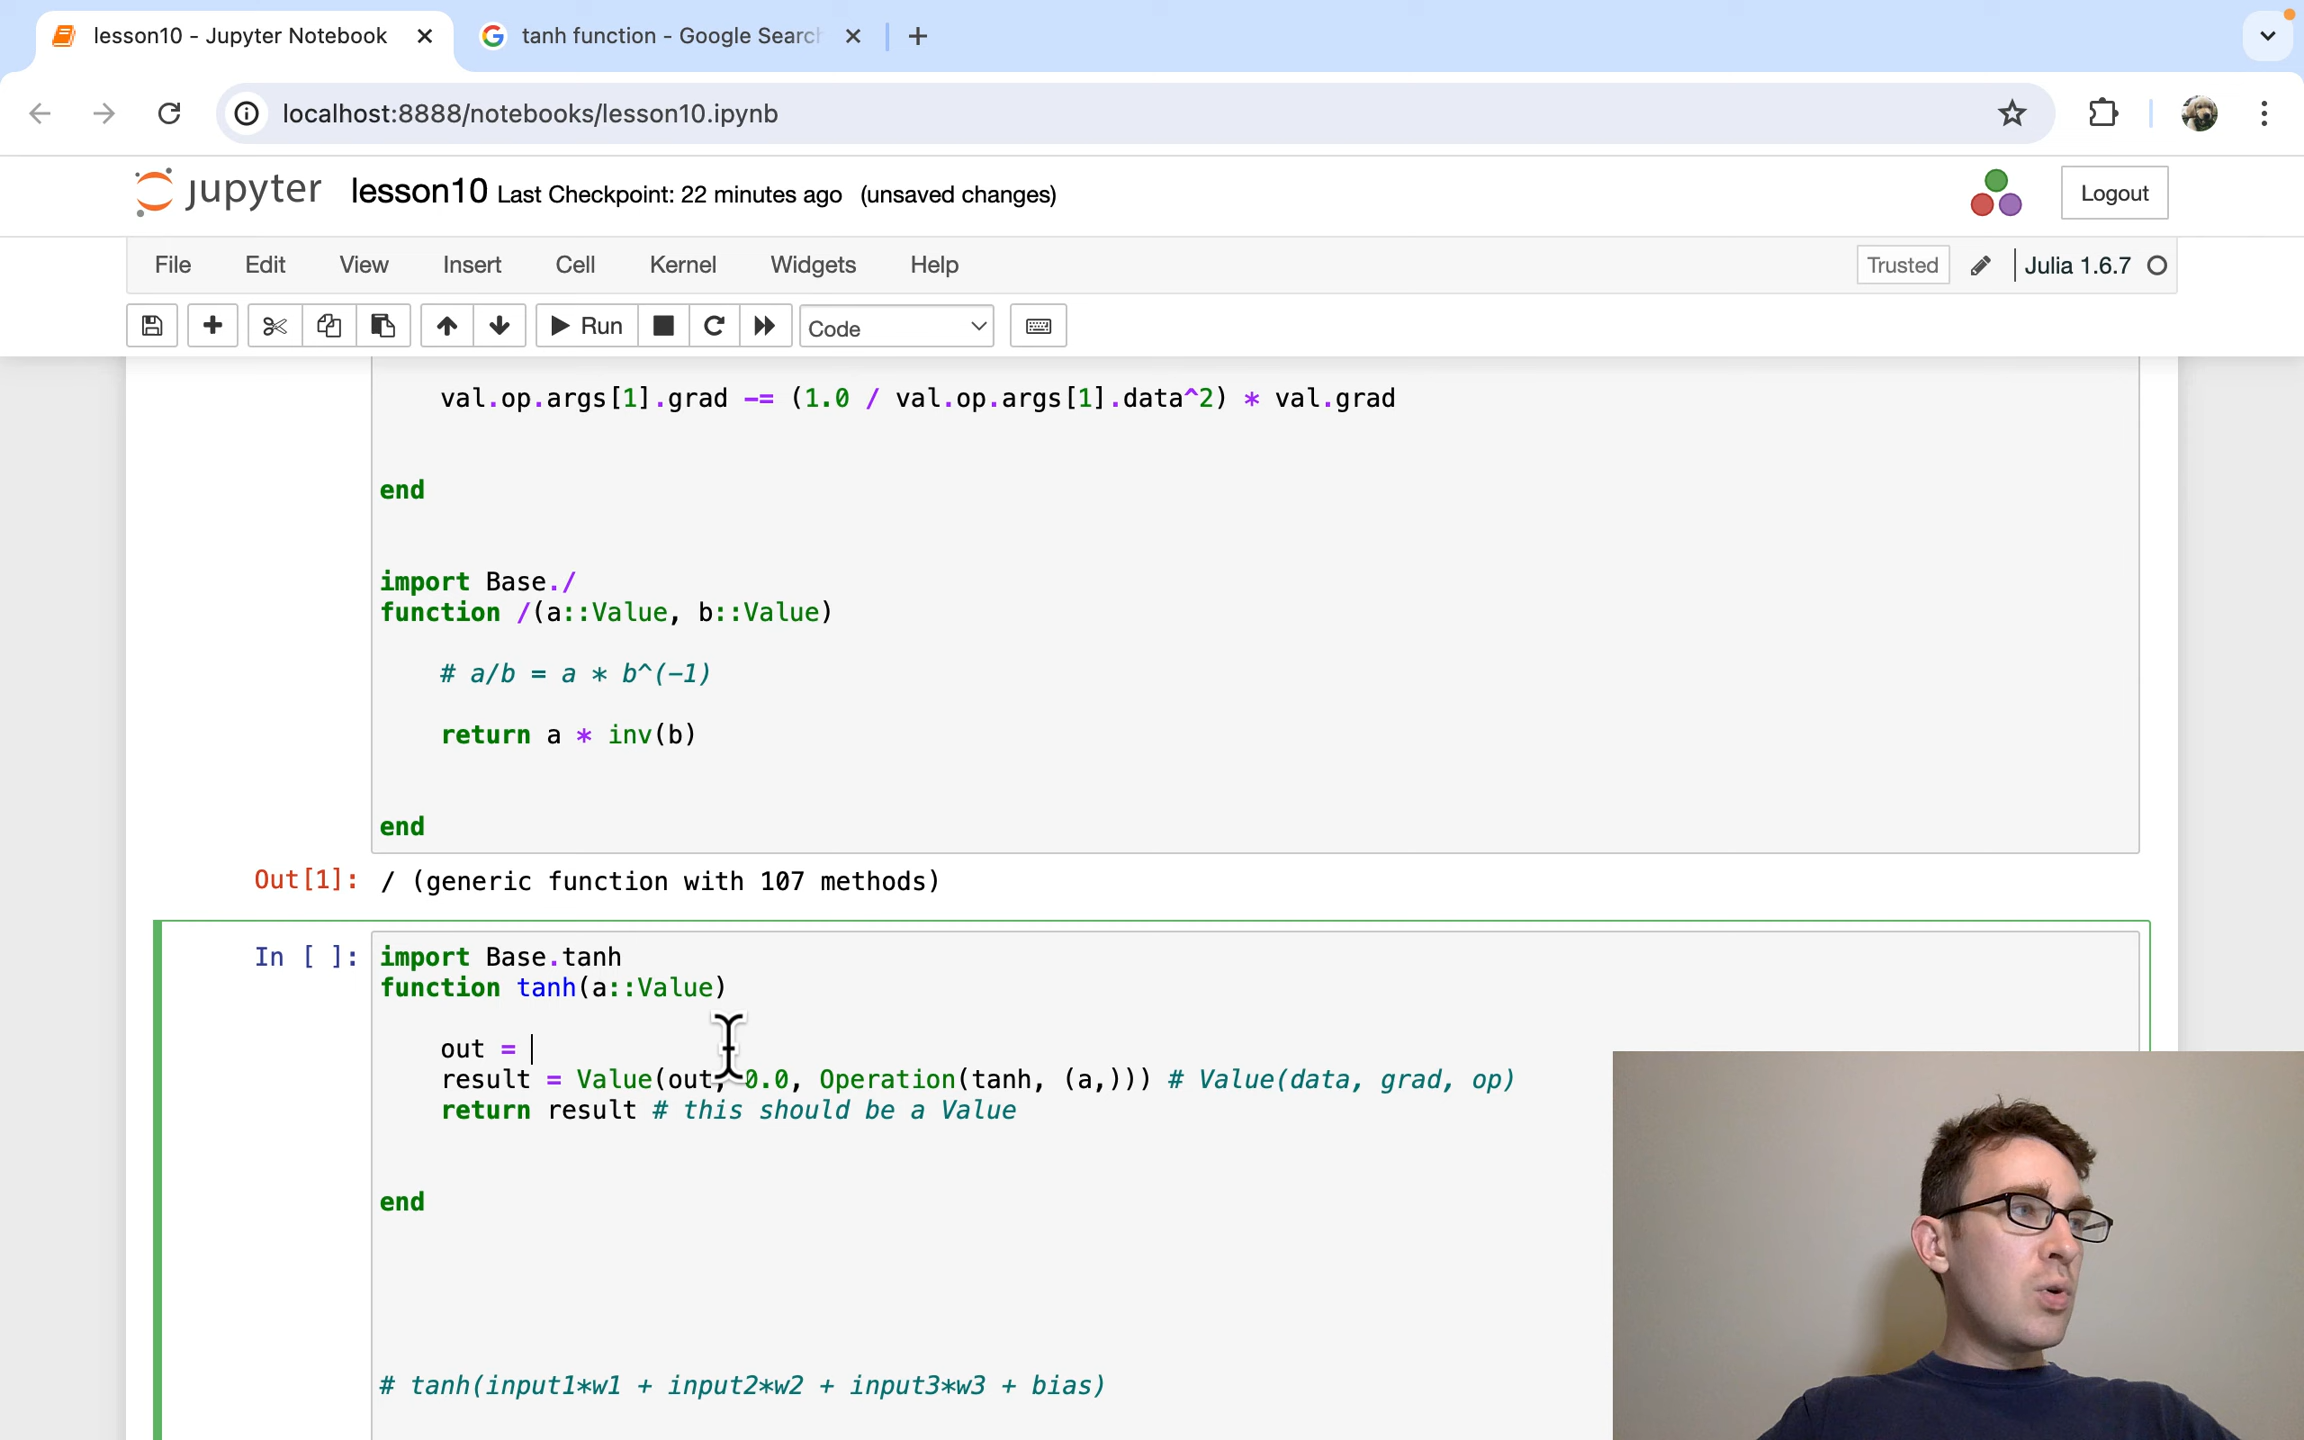 lesson10 - Jupyter Notebook
tanh function - Google Search
localhost:8888/notebooks/lesson10.ipynb
jupyter lesson10 Last Checkpoint: 22 minutes ago (unsaved changes)
Logout
File Edit View Insert Cell Kernel Widgets Help
Trusted
Julia 1.6.7
Run
Code
val.op.args[1].grad -= (1.0 / val.op.args[1].data^2) * val.grad
end
import Base./
function /(a::Value, b::Value)
# a/b = a * b^(-1)
return a * inv(b)
end
Out[1]: / (generic function with 107 methods)
In [ ]: import Base.tanh
function tanh(a::Value)
out =
result = Value(out, 0.0, Operation(tanh, (a,))) # Value(data, grad, op)
return result # this should be a Value
end
# tanh(input1*w1 + input2*w2 + input3*w3 + bias)